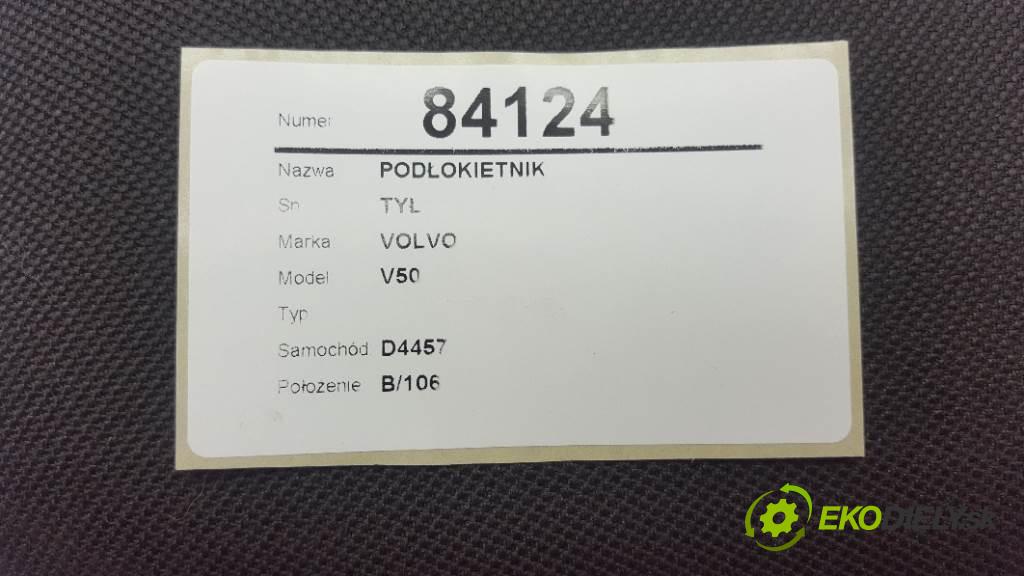 Numer 84124
Nazwa PODŁOKIETNIK
Sn TYŁ
Marka VOLVO
Model V50
Typ
Samochód D4457
Położenie B/106
EKODIELY.sk